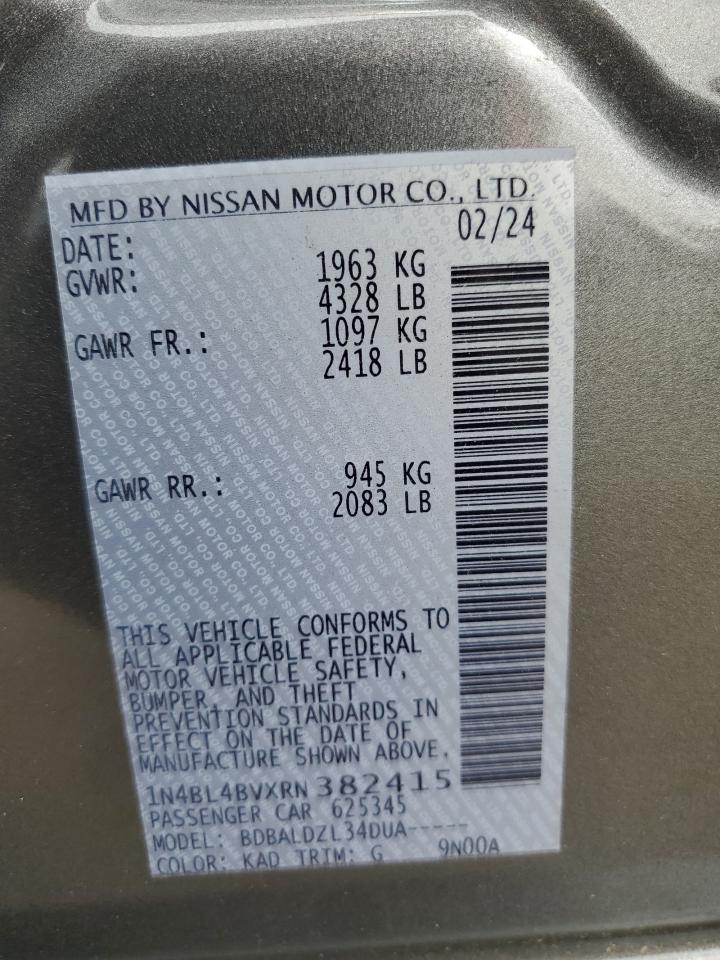 MFD BY NISSAN MOTOR CO., LTD.
DATE: 02/24
GVWR: 1963 KG
4328 LB
GAWR FR.: 1097 KG
2418 LB
GAWR RR.: 945 KG
2083 LB
THIS VEHICLE CONFORMS TO
ALL APPLICABLE FEDERAL
MOTOR VEHICLE SAFETY,
BUMPER, AND THEFT
PREVENTION STANDARDS IN
EFFECT ON THE DATE OF
MANUFACTURE SHOWN ABOVE.
1N4BL4BVXRN382415
PASSENGER CAR 625345
MODEL: BDBALDZL34DUA-----
COLOR: KAD TRIM: G 9N00A